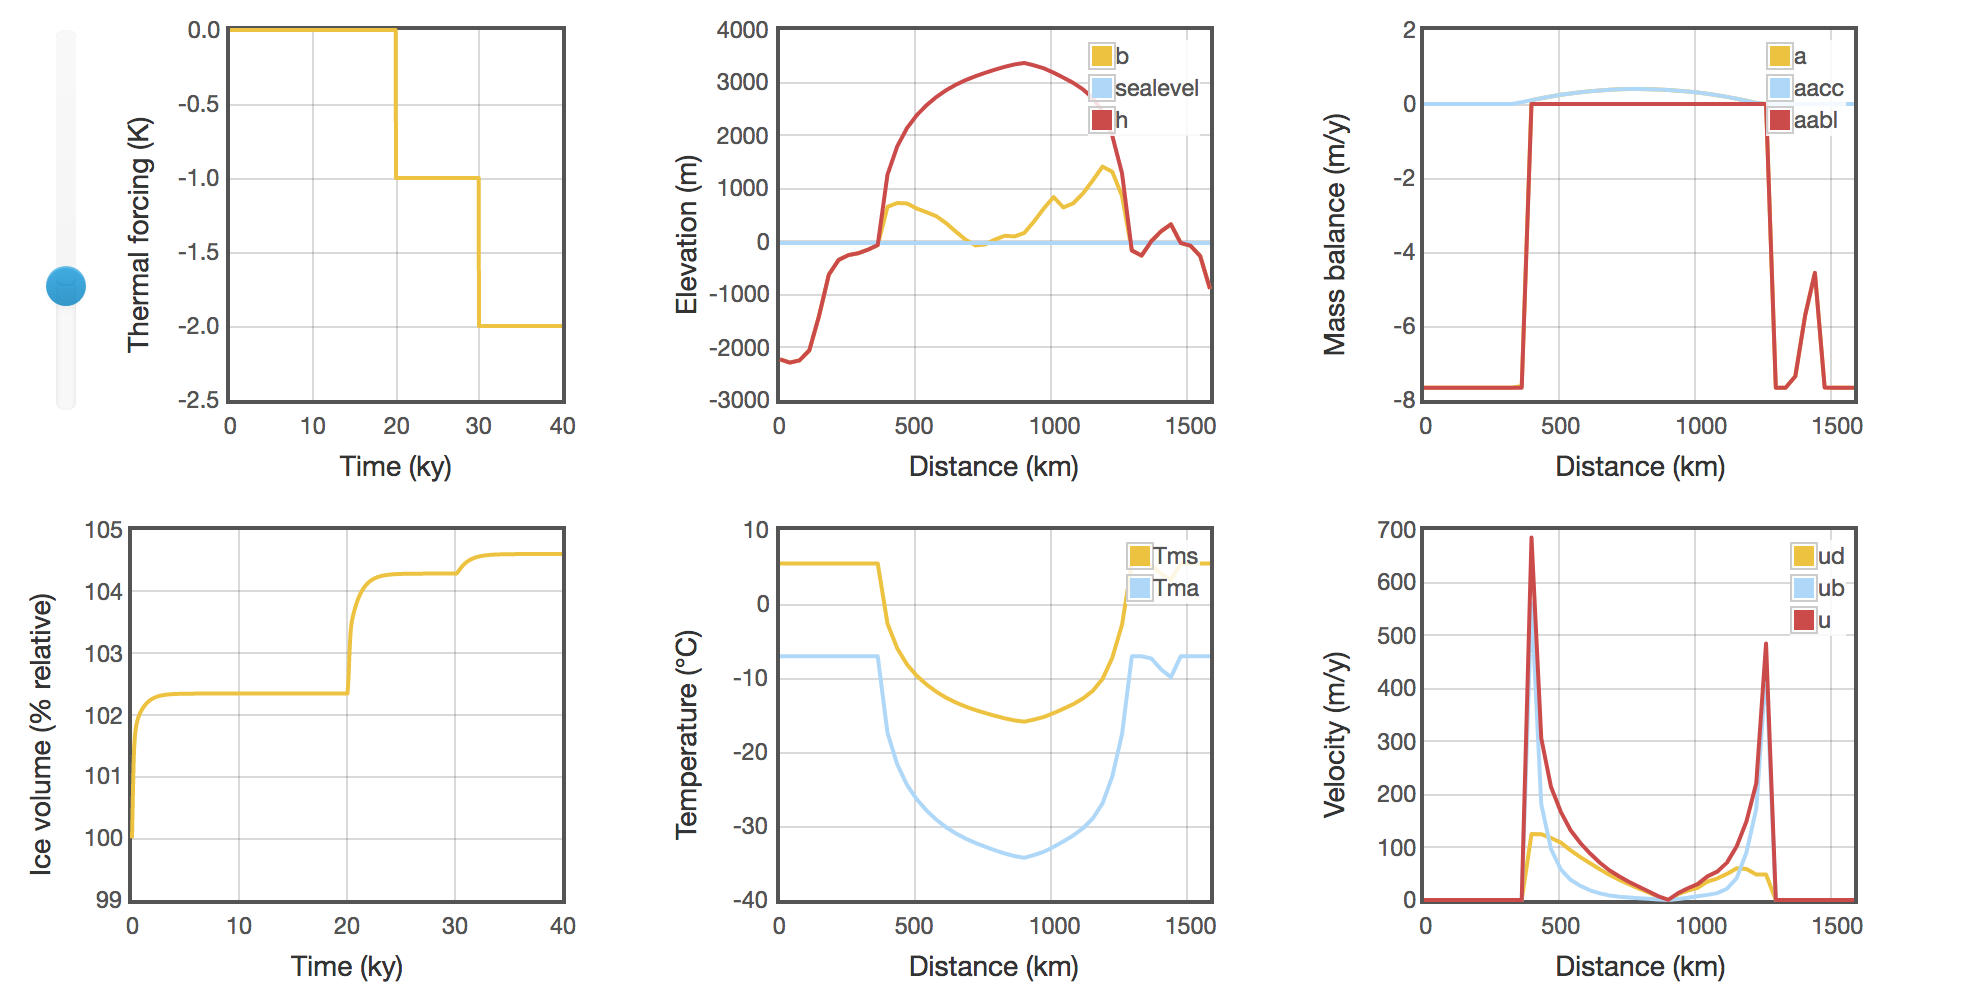 0.0
-0.5
-1.0
-1.5
-2.0
-2.5
0 10 20 30 40
Thermal forcing (K)
Time (ky)
4000
3000
2000
1000
0
-1000
-2000
-3000
0 500 1000 1500
Elevation (m)
Distance (km)
b
sealevel
h
2
0
-2
-4
-6
-8
0 500 1000 1500
Mass balance (m/y)
Distance (km)
a
aacc
aabl
105
104
103
102
101
100
99
0 10 20 30 40
Ice volume (% relative)
Time (ky)
10
0
-10
-20
-30
-40
0 500 1000 1500
Temperature (°C)
Distance (km)
Tms
Tma
700
600
500
400
300
200
100
0
0 500 1000 1500
Velocity (m/y)
Distance (km)
ud
ub
u